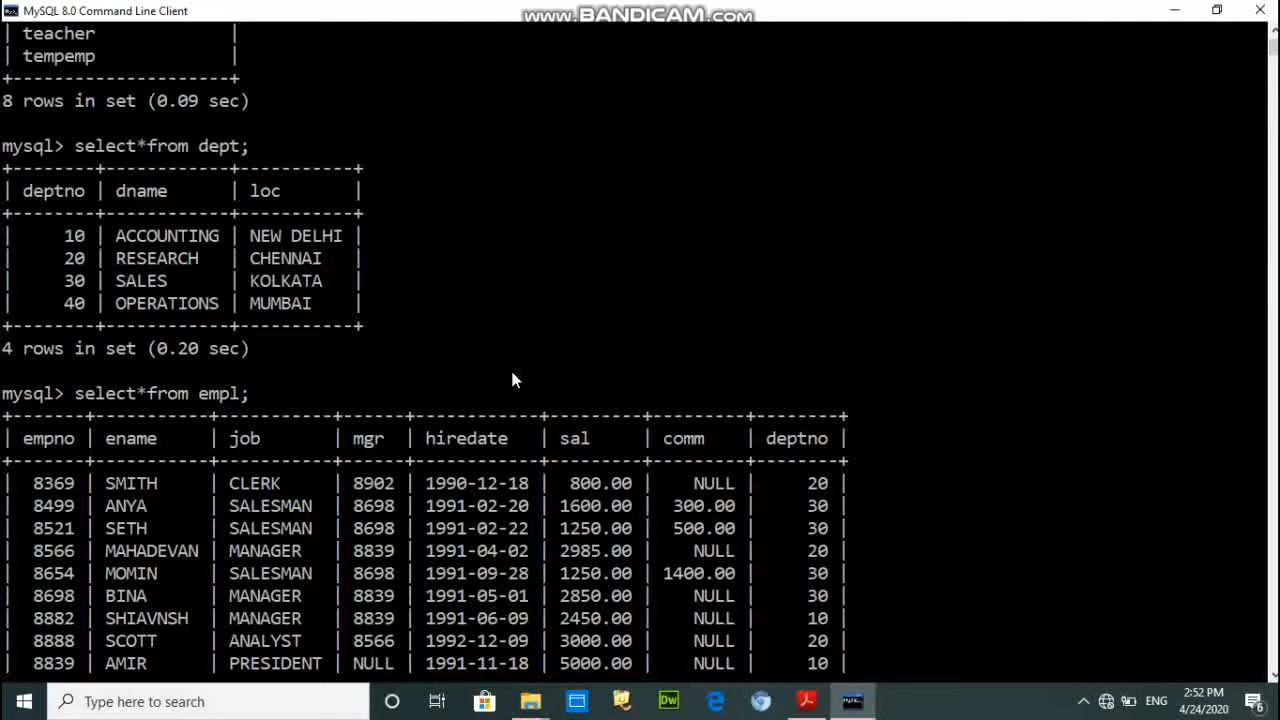 MySQL 8.0 Command Line Client
www.BANDICAM.com
| teacher             |
| tempemp             |
+---------------------+
8 rows in set (0.09 sec)
mysql> select*from dept;
+--------+------------+-----------+
| deptno | dname      | loc       |
+--------+------------+-----------+
|     10 | ACCOUNTING | NEW DELHI |
|     20 | RESEARCH   | CHENNAI   |
|     30 | SALES      | KOLKATA   |
|     40 | OPERATIONS | MUMBAI    |
+--------+------------+-----------+
4 rows in set (0.20 sec)
mysql> select*from empl;
+-------+-----------+-----------+------+------------+---------+---------+--------+
| empno | ename     | job       | mgr  | hiredate   | sal     | comm    | deptno |
+-------+-----------+-----------+------+------------+---------+---------+--------+
|  8369 | SMITH     | CLERK     | 8902 | 1990-12-18 |  800.00 |    NULL |     20 |
|  8499 | ANYA      | SALESMAN  | 8698 | 1991-02-20 | 1600.00 |  300.00 |     30 |
|  8521 | SETH      | SALESMAN  | 8698 | 1991-02-22 | 1250.00 |  500.00 |     30 |
|  8566 | MAHADEVAN | MANAGER   | 8839 | 1991-04-02 | 2985.00 |    NULL |     20 |
|  8654 | MOMIN     | SALESMAN  | 8698 | 1991-09-28 | 1250.00 | 1400.00 |     30 |
|  8698 | BINA      | MANAGER   | 8839 | 1991-05-01 | 2850.00 |    NULL |     30 |
|  8882 | SHIAVNSH  | MANAGER   | 8839 | 1991-06-09 | 2450.00 |    NULL |     10 |
|  8888 | SCOTT     | ANALYST   | 8566 | 1992-12-09 | 3000.00 |    NULL |     20 |
|  8839 | AMIR      | PRESIDENT | NULL | 1991-11-18 | 5000.00 |    NULL |     10 |
Type here to search
Dw
ENG
2:52 PM
4/24/2020
6